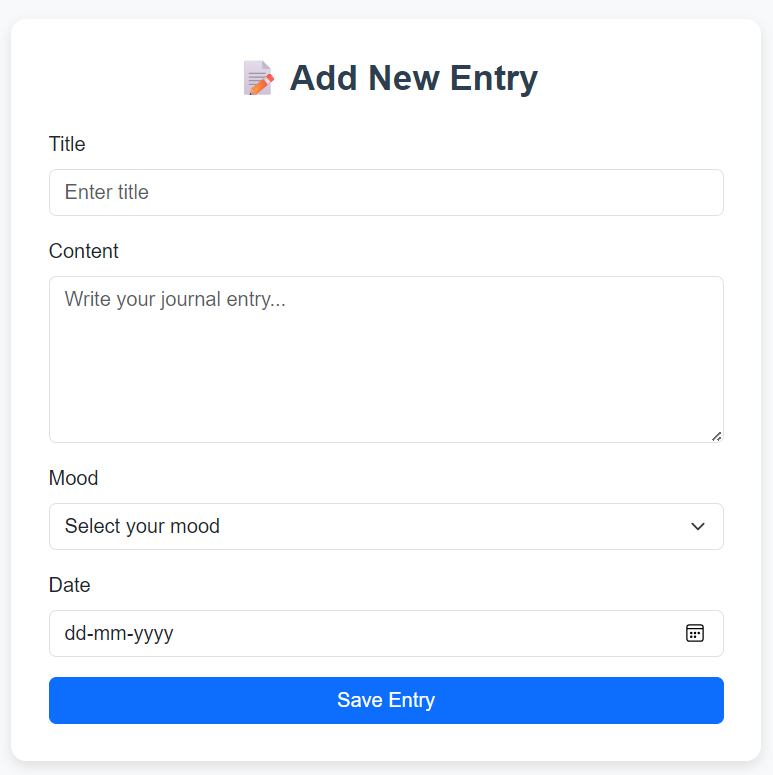 📝 Add New Entry
Title
Enter title
Content
Write your journal entry...
Mood
Select your mood
Date
dd-mm-yyyy
Save Entry